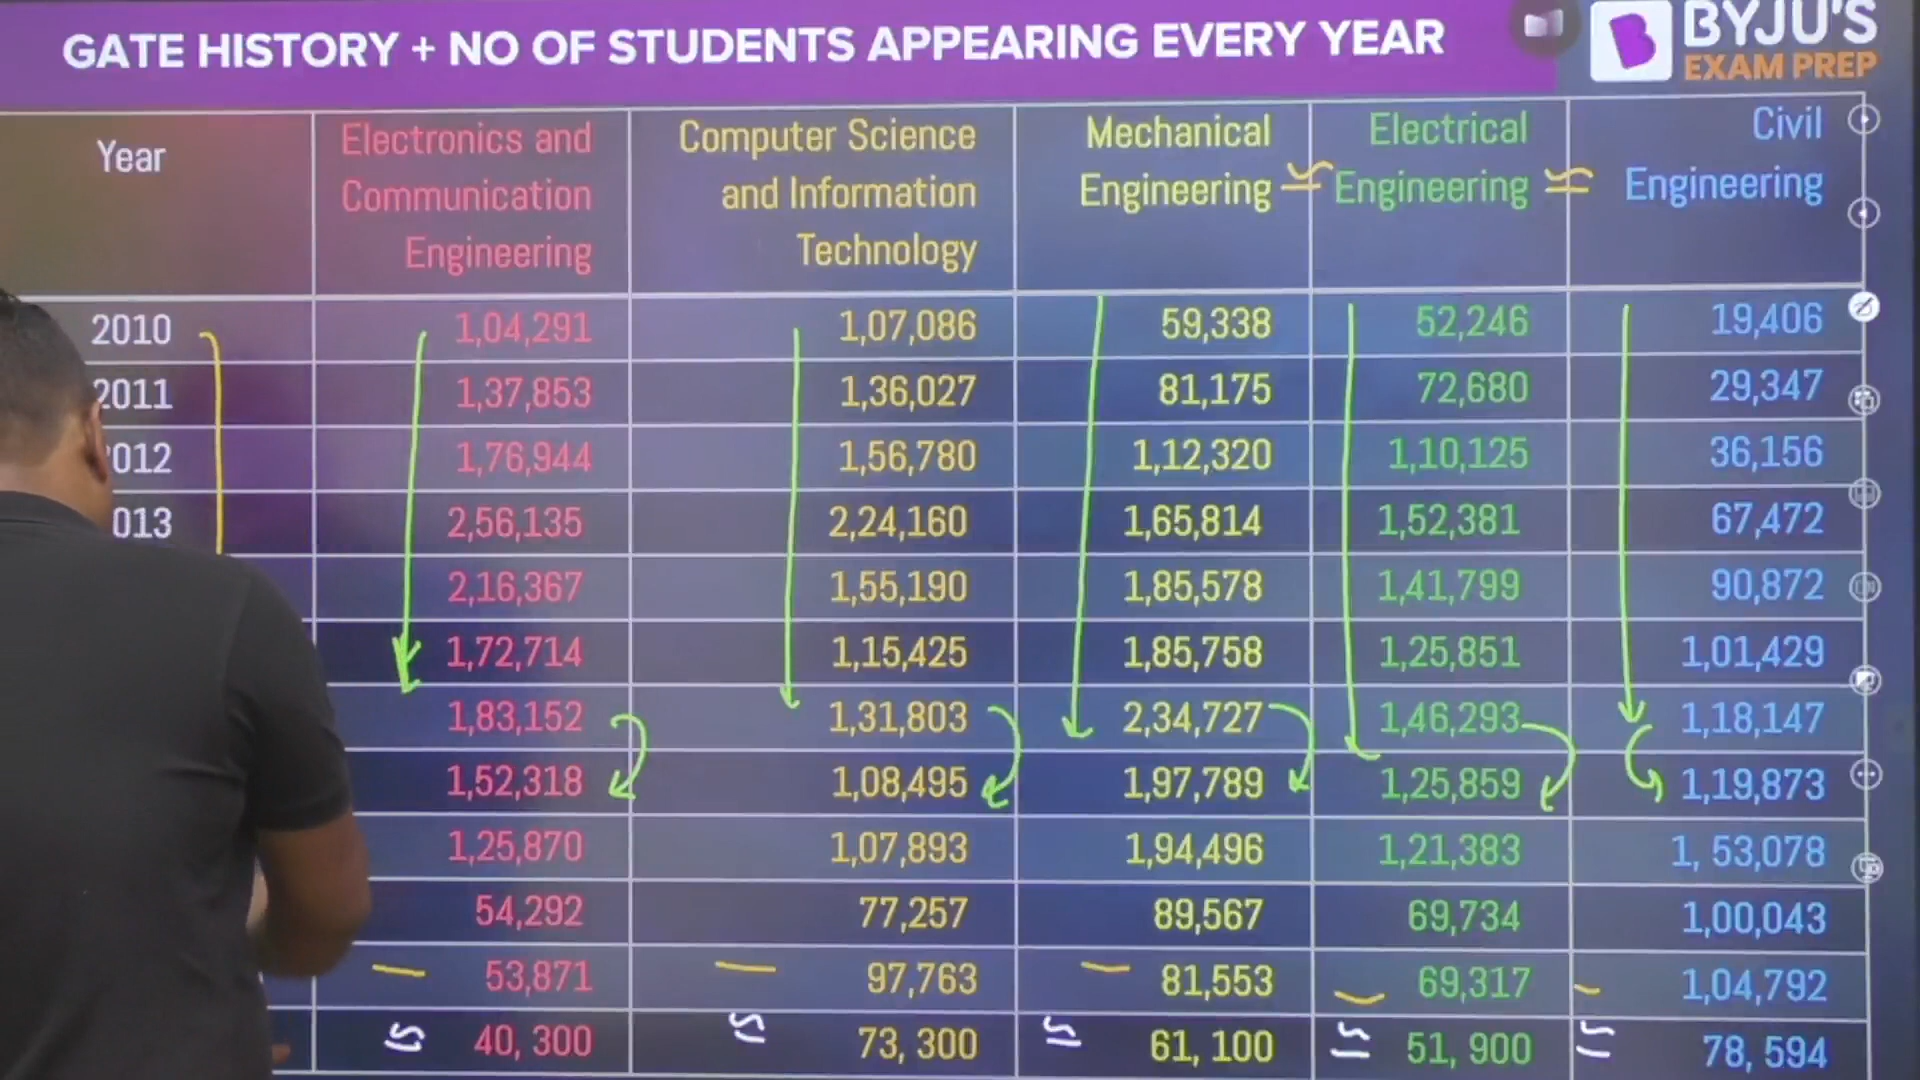 GATE HISTORY + NO OF STUDENTS APPEARING EVERY YEAR
BYJU'S
EXAM PREP
Year
Electronics and
Communication
Engineering
Computer Science
and Information
Technology
Mechanical
Engineering
Electrical
Engineering
Civil
Engineering
2010 1,04,291 1,07,086 59,338 52,246 19,406
2011 1,37,853 1,36,027 81,175 72,680 29,347
012 1,76,944 1,56,780 1,12,320 1,10,125 36,156
013 2,56,135 2,24,160 1,65,814 1,52,381 67,472
2,16,367 1,55,190 1,85,578 1,41,799 90,872
1,72,714 1,15,425 1,85,758 1,25,851 1,01,429
1,83,152 1,31,803 2,34,727 1,46,293 1,18,147
1,52,318 1,08,495 1,97,789 1,25,859 1,19,873
1,25,870 1,07,893 1,94,496 1,21,383 1, 53,078
54,292 77,257 89,567 69,734 1,00,043
53,871 97,763 81,553 69,317 1,04,792
40, 300 73, 300 61, 100 51, 900 78, 594